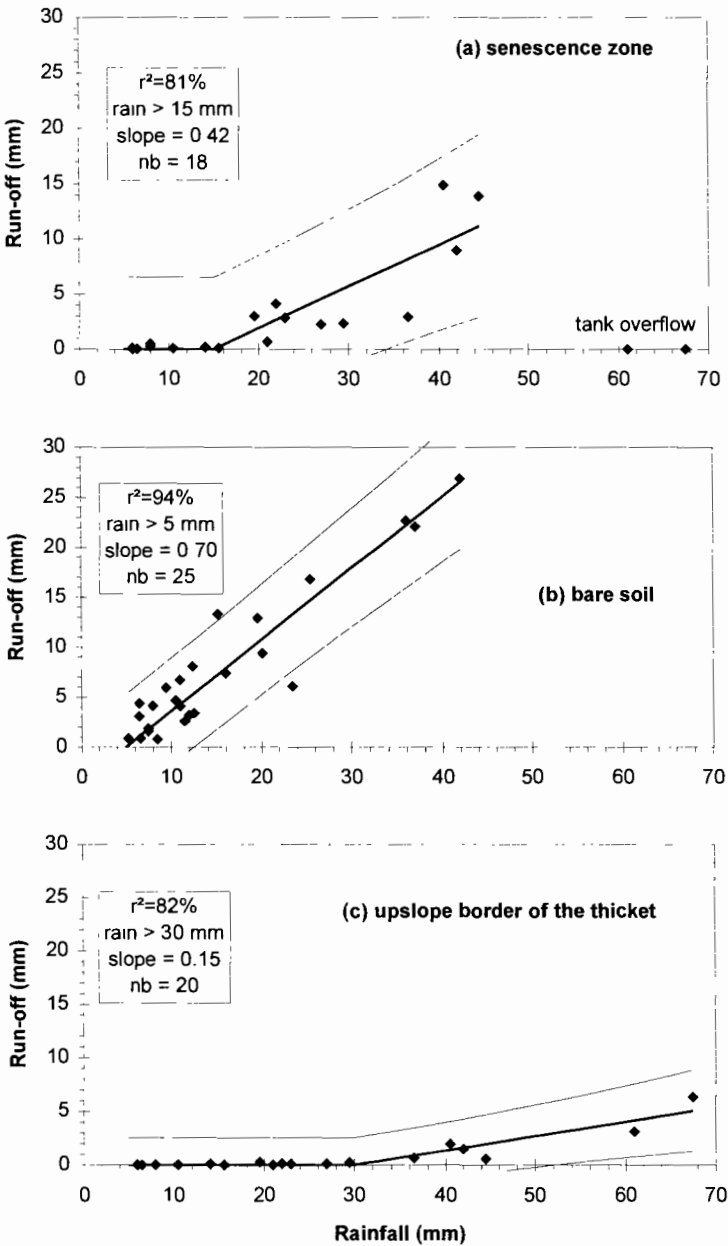 30
25
20
15
10
5
0
Run-off (mm)
(a) senescence zone
r²=81%
rain > 15 mm
slope = 0 42
nb = 18
tank overflow
0 10 20 30 40 50 60 70
30
25
20
15
10
5
0
Run-off (mm)
r²=94%
rain > 5 mm
slope = 0 70
nb = 25
(b) bare soil
0 10 20 30 40 50 60 70
30
25
20
15
10
5
0
Run-off (mm)
r²=82%
rain > 30 mm
slope = 0.15
nb = 20
(c) upslope border of the thicket
0 10 20 30 40 50 60 70
Rainfall (mm)